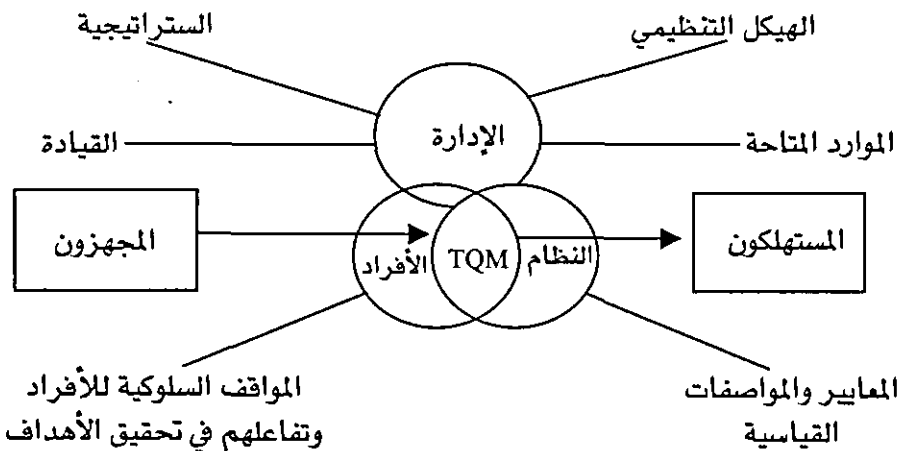 الهيكل التنظيمي
الستراتيجية
الإدارة
الموارد المتاحة
القيادة
المجهزون
الأفراد
TQM
النظام
المستهلكون
المعايير والمواصفات
القياسية
المواقف السلوكية للأفراد
وتفاعلهم في تحقيق الأهداف